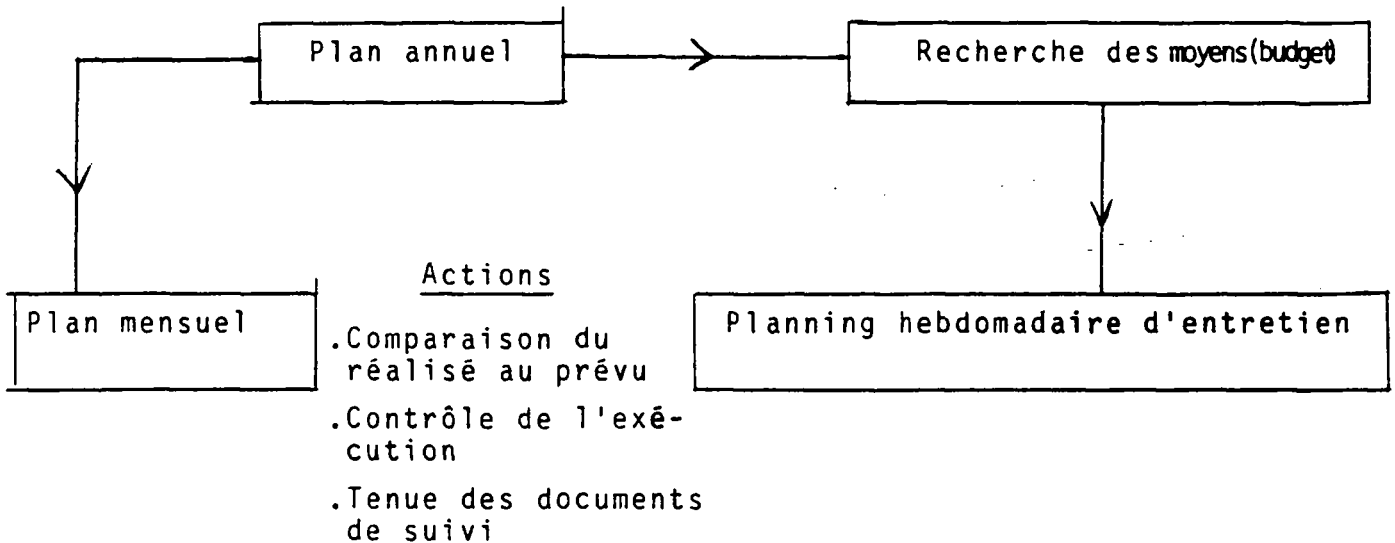 Plan annuel
Recherche des moyens(budget)
Actions
Plan mensuel
Planning hebdomadaire d'entretien
.Comparaison du
réalisé au prévu
.Contrôle de l'exé-
cution
.Tenue des documents
de suivi